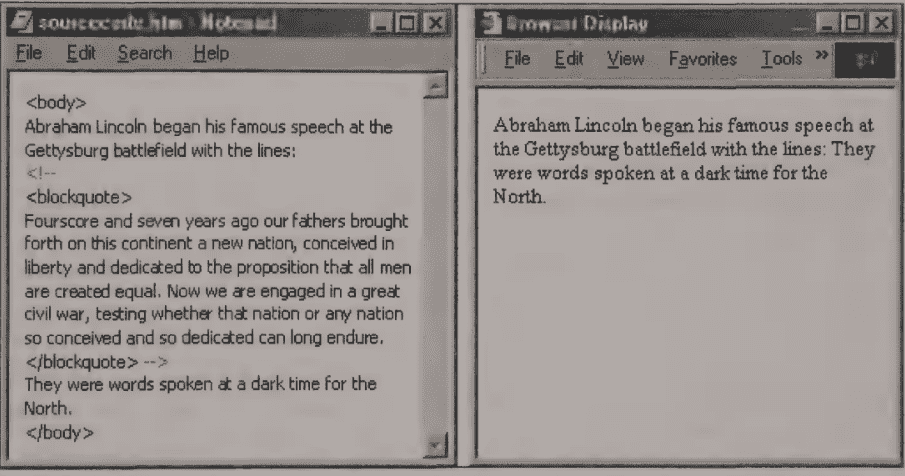 sourcecode.htm - Notepad
File Edit Search Help
<body>
Abraham Lincoln began his famous speech at the
Gettysburg battlefield with the lines:
<!--
<blockquote>
Fourscore and seven years ago our fathers brought
forth on this continent a new nation, conceived in
liberty and dedicated to the proposition that all men
are created equal. Now we are engaged in a great
civil war, testing whether that nation or any nation
so conceived and so dedicated can long endure.
</blockquote> -->
They were words spoken at a dark time for the
North.
</body>
Browser Display
File Edit View Favorites Tools »
Abraham Lincoln began his famous speech at
the Gettysburg battlefield with the lines: They
were words spoken at a dark time for the
North.